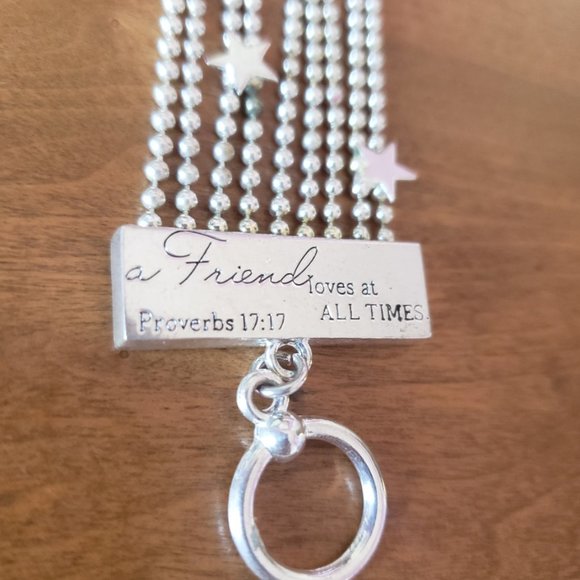 a Friend loves at
Proverbs 17:17 ALL TIMES.